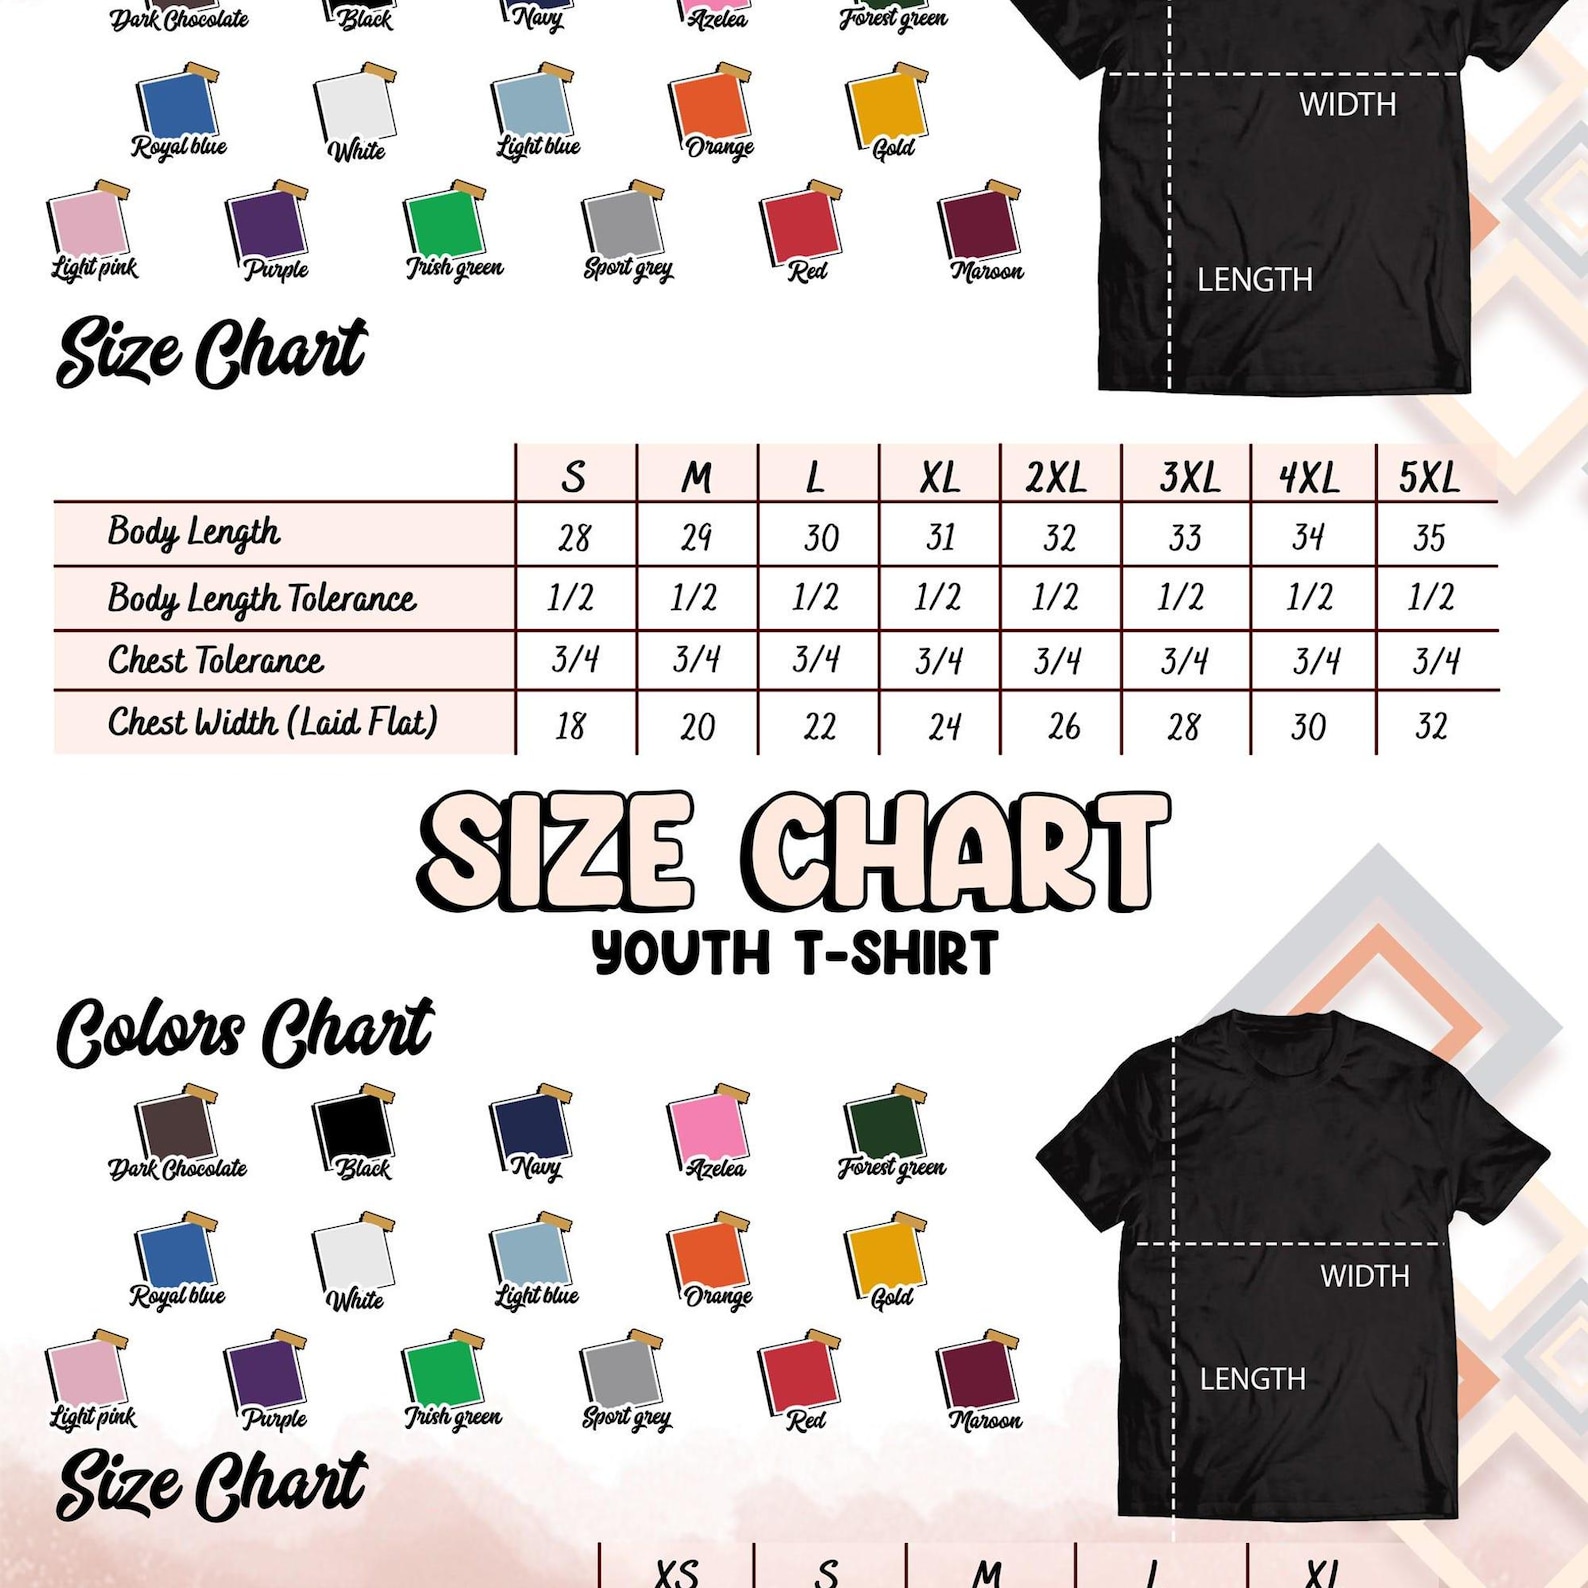 Dark Chocolate Black Navy Azelea Forest green
WIDTH
Royal blue White Light blue Orange Gold
Light pink Purple Irish green Sport grey Red Maroon
LENGTH
Size Chart
S M L XL 2XL 3XL 4XL 5XL
Body Length 28 29 30 31 32 33 34 35
Body Length Tolerance 1/2 1/2 1/2 1/2 1/2 1/2 1/2 1/2
Chest Tolerance 3/4 3/4 3/4 3/4 3/4 3/4 3/4 3/4
Chest Width (Laid Flat) 18 20 22 24 26 28 30 32
SIZE CHART
YOUTH T-SHIRT
Colors Chart
Dark Chocolate Black Navy Azelea Forest green
Royal blue White Light blue Orange Gold
WIDTH
Light pink Purple Irish green Sport grey Red Maroon
LENGTH
Size Chart
XS S M L XL